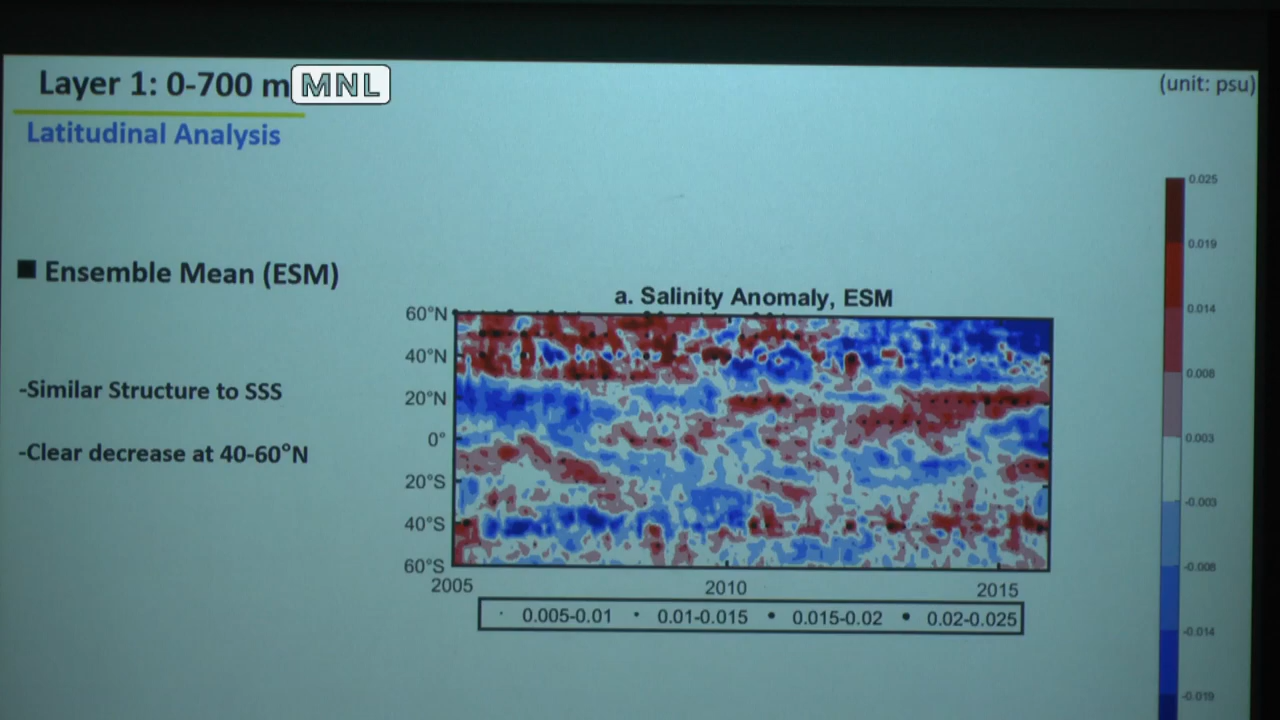 Layer 1: 0-700 m MNL
(unit: psu)
Latitudinal Analysis
Ensemble Mean (ESM)
-Similar Structure to SSS
-Clear decrease at 40-60°N
a. Salinity Anomaly, ESM
60°N
40°N
20°N
0°
20°S
40°S
60°S
2005 2010 2015
0.005-0.01 0.01-0.015 0.015-0.02 0.02-0.025
0.025
0.019
0.014
0.008
0.003
-0.003
-0.008
-0.014
-0.019